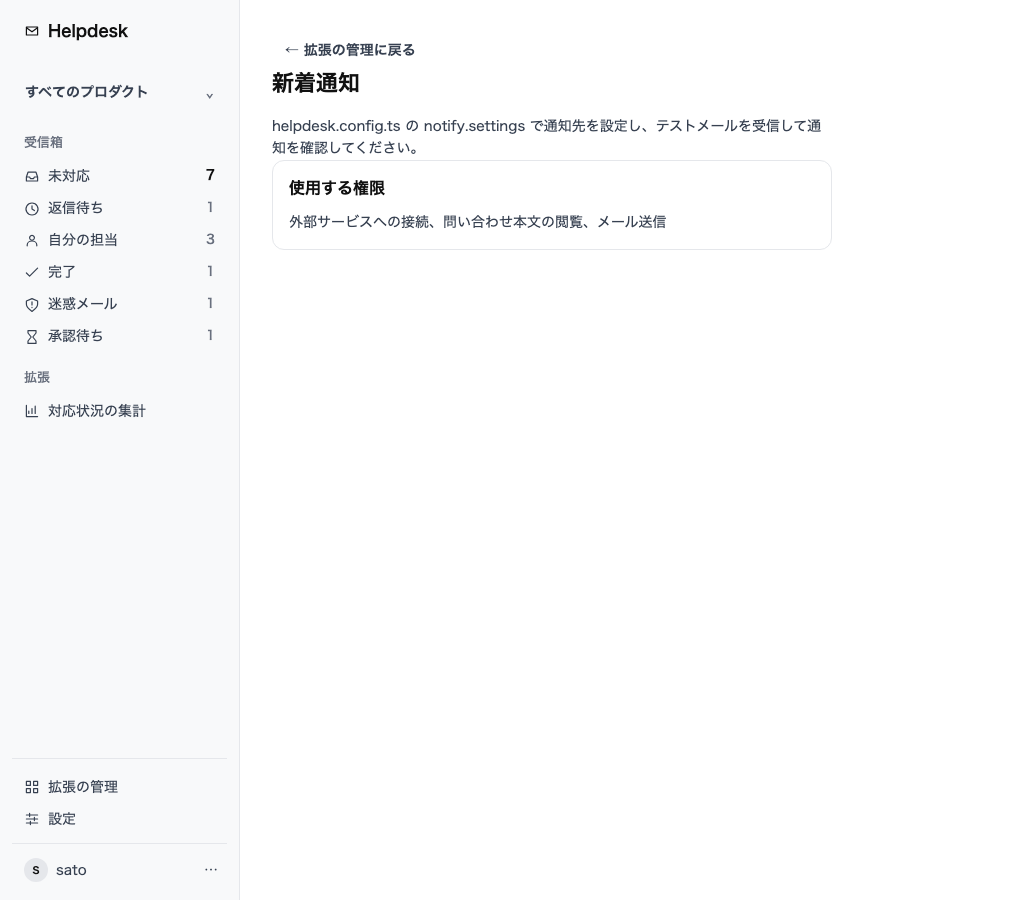 Helpdesk
すべてのプロダクト
受信箱
未対応 7
返信待ち 1
自分の担当 3
完了 1
迷惑メール 1
承認待ち 1
拡張
対応状況の集計
拡張の管理
設定
S sato ···
← 拡張の管理に戻る
新着通知
helpdesk.config.ts の notify.settings で通知先を設定し、テストメールを受信して通
知を確認してください。
使用する権限
外部サービスへの接続、問い合わせ本文の閲覧、メール送信